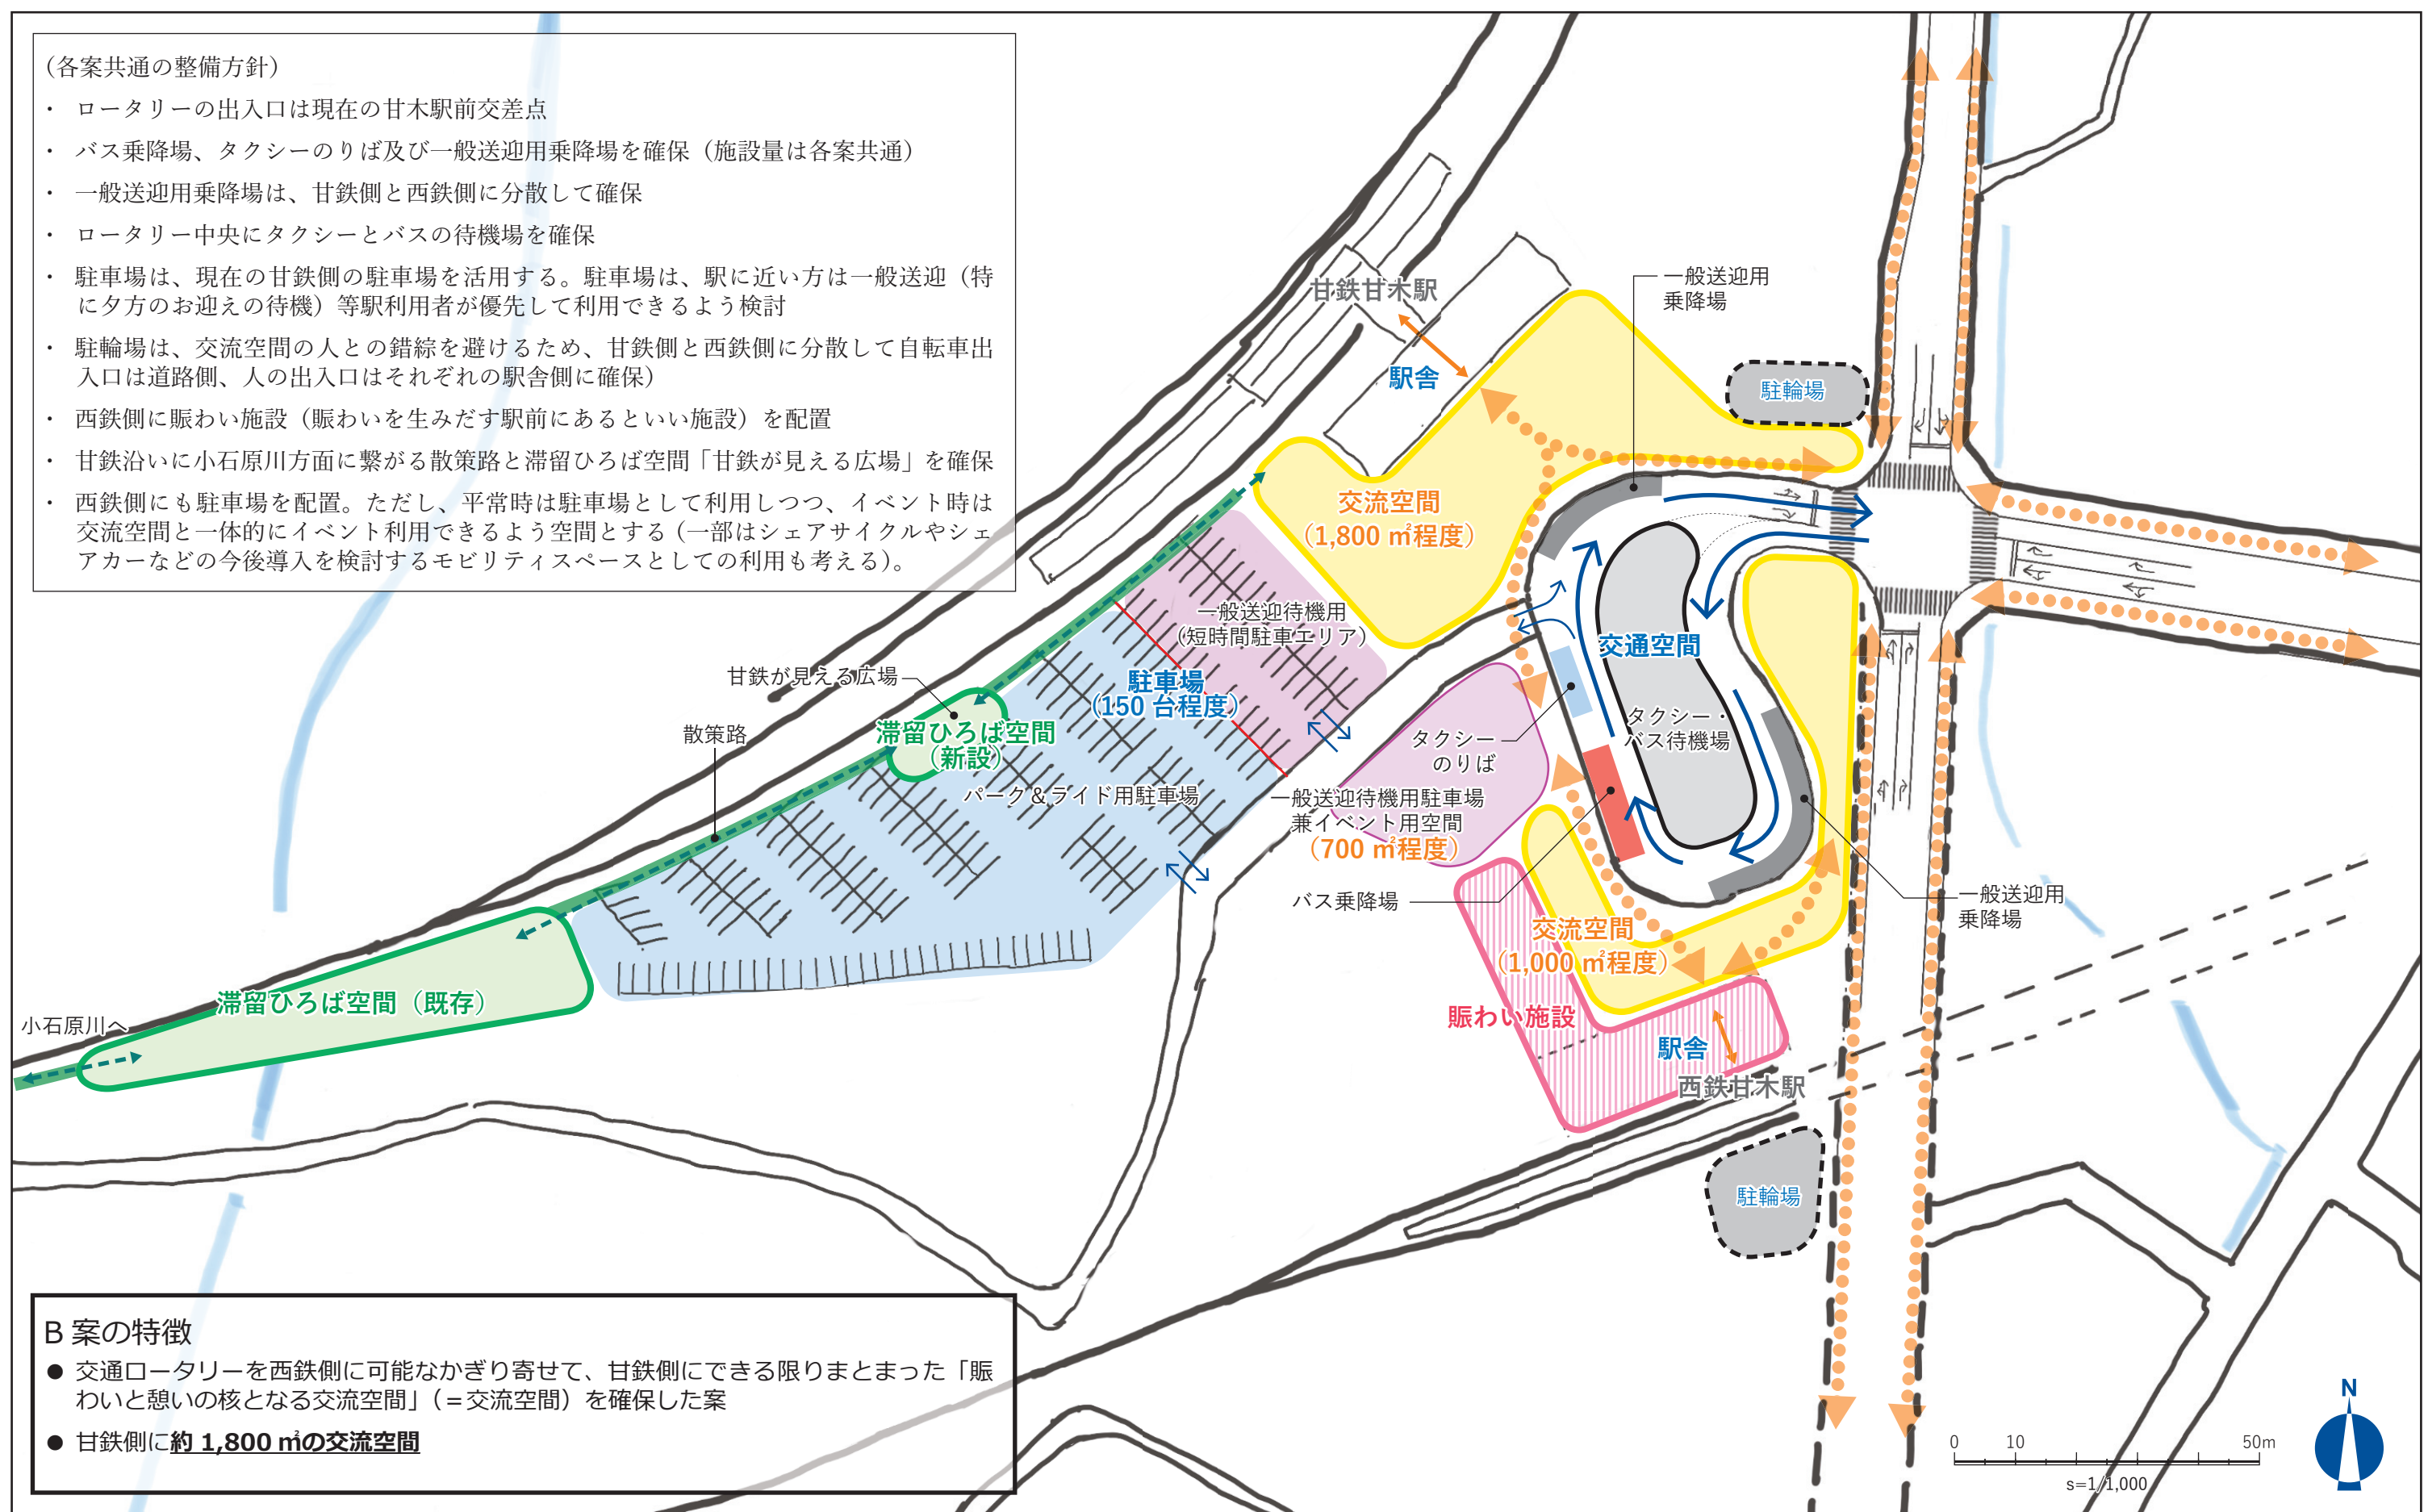 （各案共通の整備方針）
・ ロータリーの出入口は現在の甘木駅前交差点
・ バス乗降場、タクシーのりば及び一般送迎用乗降場を確保（施設量は各案共通）
・ 一般送迎用乗降場は、甘鉄側と西鉄側に分散して確保
・ ロータリー中央にタクシーとバスの待機場を確保
・ 駐車場は、現在の甘鉄側の駐車場を活用する。駐車場は、駅に近い方は一般送迎（特
に夕方のお迎えの待機）等駅利用者が優先して利用できるよう検討
・ 駐輪場は、交流空間の人との錯綜を避けるため、甘鉄側と西鉄側に分散して自転車出
入口は道路側、人の出入口はそれぞれの駅舎側に確保）
・ 西鉄側に賑わい施設（賑わいを生みだす駅前にあるといい施設）を配置
・ 甘鉄沿いに小石原川方面に繋がる散策路と滞留ひろば空間「甘鉄が見える広場」を確保
・ 西鉄側にも駐車場を配置。ただし、平常時は駐車場として利用しつつ、イベント時は
交流空間と一体的にイベント利用できるよう空間とする（一部はシェアサイクルやシェ
アカーなどの今後導入を検討するモビリティスペースとしての利用も考える）。
甘鉄甘木駅
駅舎
一般送迎用
乗降場
駐輪場
交流空間
（1,800 ㎡程度）
一般送迎待機用
（短時間駐車エリア）
交通空間
甘鉄が見える広場
駐車場
（150 台程度）
滞留ひろば空間
（新設）
散策路
タクシー・
バス待機場
タクシー
のりば
パーク＆ライド用駐車場
一般送迎待機用駐車場
兼イベント用空間
（700 ㎡程度）
バス乗降場
一般送迎用
乗降場
交流空間
（1,000 ㎡程度）
滞留ひろば空間（既存）
小石原川へ
賑わい施設
駅舎
西鉄甘木駅
駐輪場
B 案の特徴
● 交通ロータリーを西鉄側に可能なかぎり寄せて、甘鉄側にできる限りまとまった「賑
わいと憩いの核となる交流空間」（＝交流空間）を確保した案
● 甘鉄側に約 1,800 ㎡の交流空間
N
0 10 50m
s=1/1,000